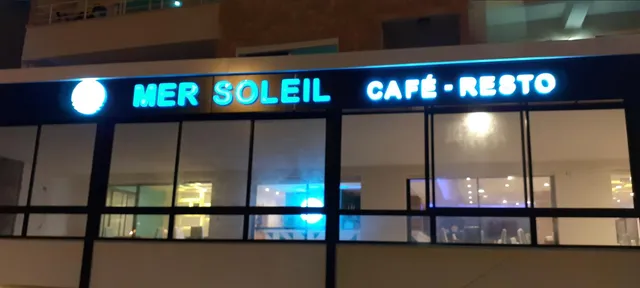 MER SOLEIL CAFÉ - RESTO